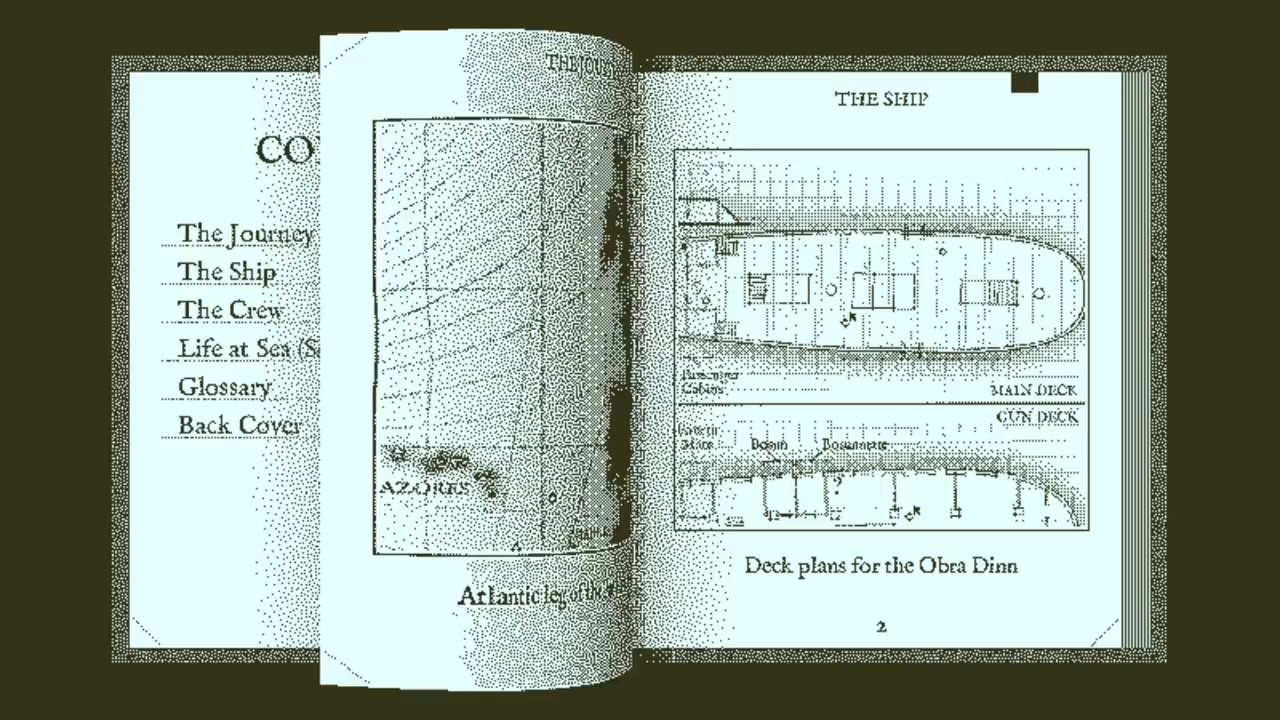 CO
The Journey
The Ship
The Crew
Life at Sea (S
Glossary
Back Cover
AZORES
Atlantic leg of the
THE SHIP
Cabins
MAIN DECK
GUN DECK
Bosun
Deck plans for the Obra Dinn
2